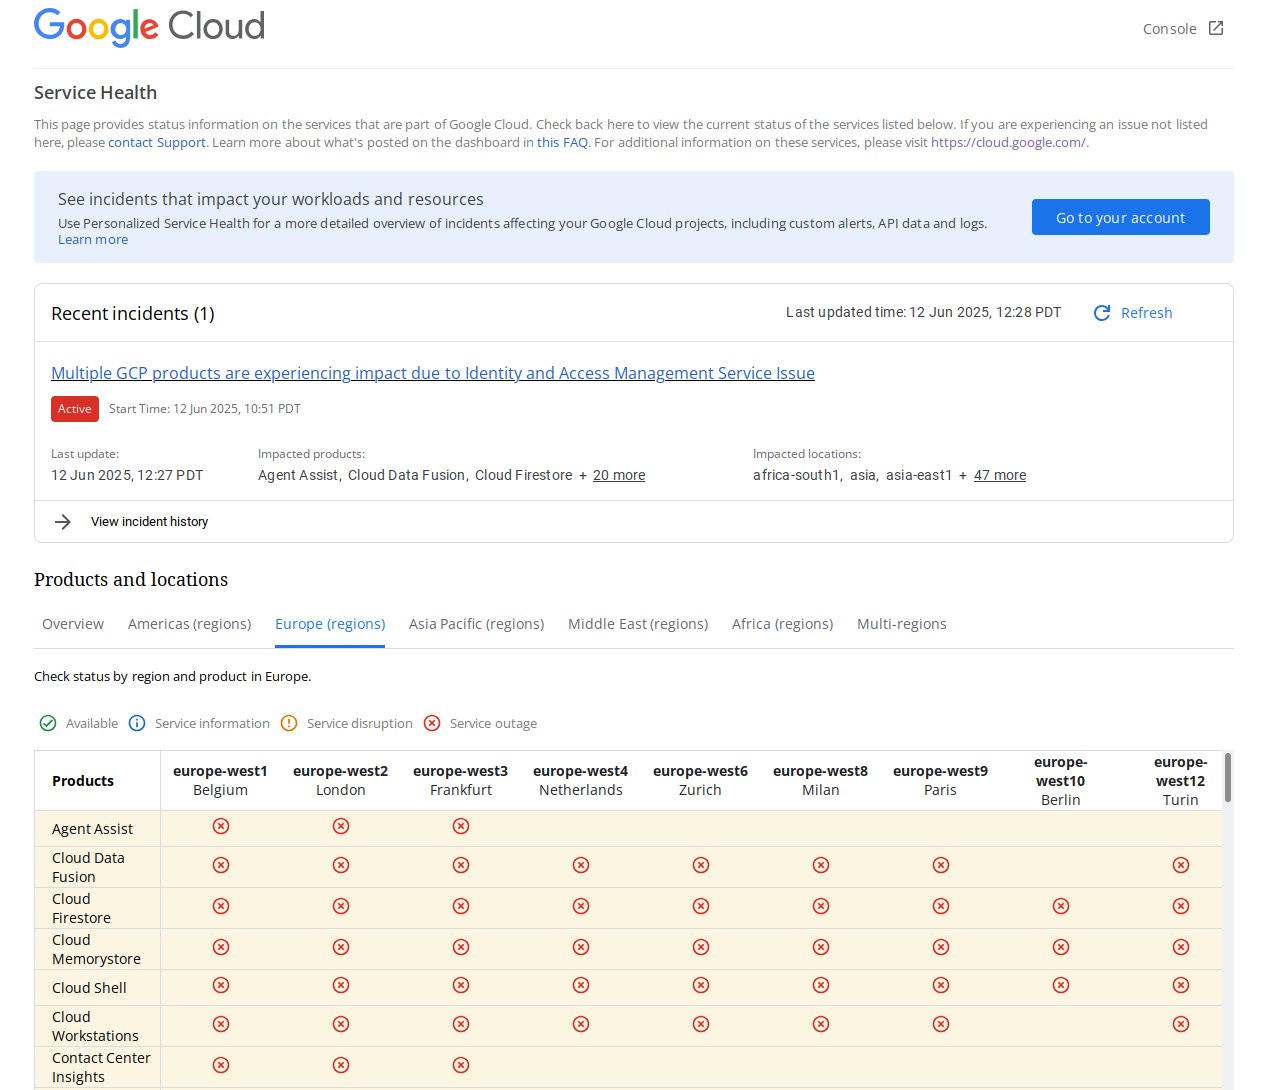 Google Cloud
Console
Service Health
This page provides status information on the services that are part of Google Cloud. Check back here to view the current status of the services listed below. If you are experiencing an issue not listed
here, please contact Support. Learn more about what's posted on the dashboard in this FAQ. For additional information on these services, please visit https://cloud.google.com/.
See incidents that impact your workloads and resources
Use Personalized Service Health for a more detailed overview of incidents affecting your Google Cloud projects, including custom alerts, API data and logs.
Learn more
Go to your account
Recent incidents (1)
Last updated time: 12 Jun 2025, 12:28 PDT
Refresh
Multiple GCP products are experiencing impact due to Identity and Access Management Service Issue
Active
Start Time: 12 Jun 2025, 10:51 PDT
Last update:
12 Jun 2025, 12:27 PDT
Impacted products:
Agent Assist, Cloud Data Fusion, Cloud Firestore + 20 more
Impacted locations:
africa-south1, asia, asia-east1 + 47 more
View incident history
Products and locations
Overview
Americas (regions)
Europe (regions)
Asia Pacific (regions)
Middle East (regions)
Africa (regions)
Multi-regions
Check status by region and product in Europe.
Available
Service information
Service disruption
Service outage
Products
europe-west1
Belgium
europe-west2
London
europe-west3
Frankfurt
europe-west4
Netherlands
europe-west6
Zurich
europe-west8
Milan
europe-west9
Paris
europe-
west10
Berlin
europe-
west12
Turin
Agent Assist
Cloud Data
Fusion
Cloud
Firestore
Cloud
Memorystore
Cloud Shell
Cloud
Workstations
Contact Center
Insights